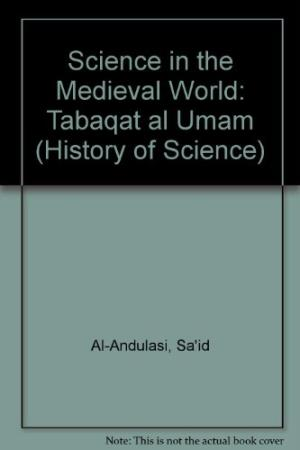 Science in the
Medieval World:
Tabaqat al Umam
(History of Science)
Al-Andulasi, Sa'id
Note: This is not the actual book cover